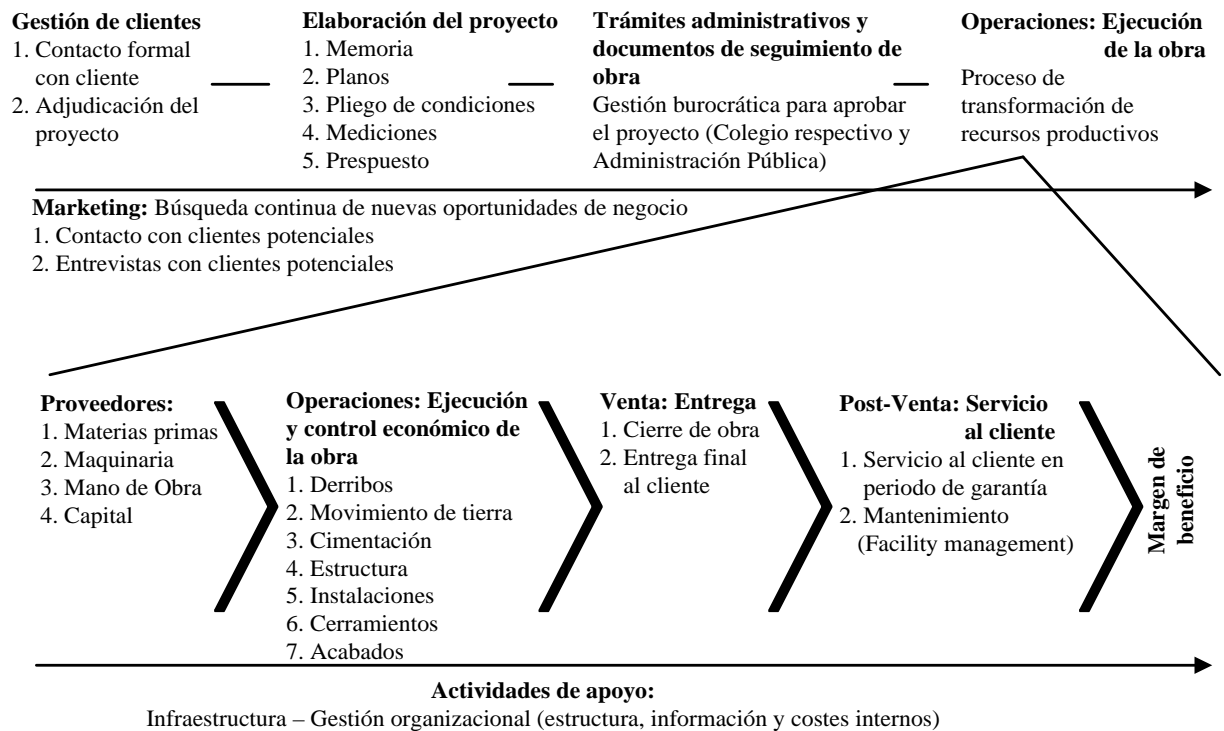 Gestión de clientes
1. Contacto formal
con cliente
2. Adjudicación del
proyecto
Elaboración del proyecto
1. Memoria
2. Planos
3. Pliego de condiciones
4. Mediciones
5. Prespuesto
Trámites administrativos y
documentos de seguimiento de
obra
Gestión burocrática para aprobar
el proyecto (Colegio respectivo y
Administración Pública)
Operaciones: Ejecución
de la obra
Proceso de
transformación de
recursos productivos
Marketing: Búsqueda continua de nuevas oportunidades de negocio
1. Contacto con clientes potenciales
2. Entrevistas con clientes potenciales
Proveedores:
1. Materias primas
2. Maquinaria
3. Mano de Obra
4. Capital
Operaciones: Ejecución
y control económico de
la obra
1. Derribos
2. Movimiento de tierra
3. Cimentación
4. Estructura
5. Instalaciones
6. Cerramientos
7. Acabados
Venta: Entrega
1. Cierre de obra
2. Entrega final
al cliente
Post-Venta: Servicio
al cliente
1. Servicio al cliente en
periodo de garantía
2. Mantenimiento
(Facility management)
Margen de
beneficio
Actividades de apoyo:
Infraestructura – Gestión organizacional (estructura, información y costes internos)